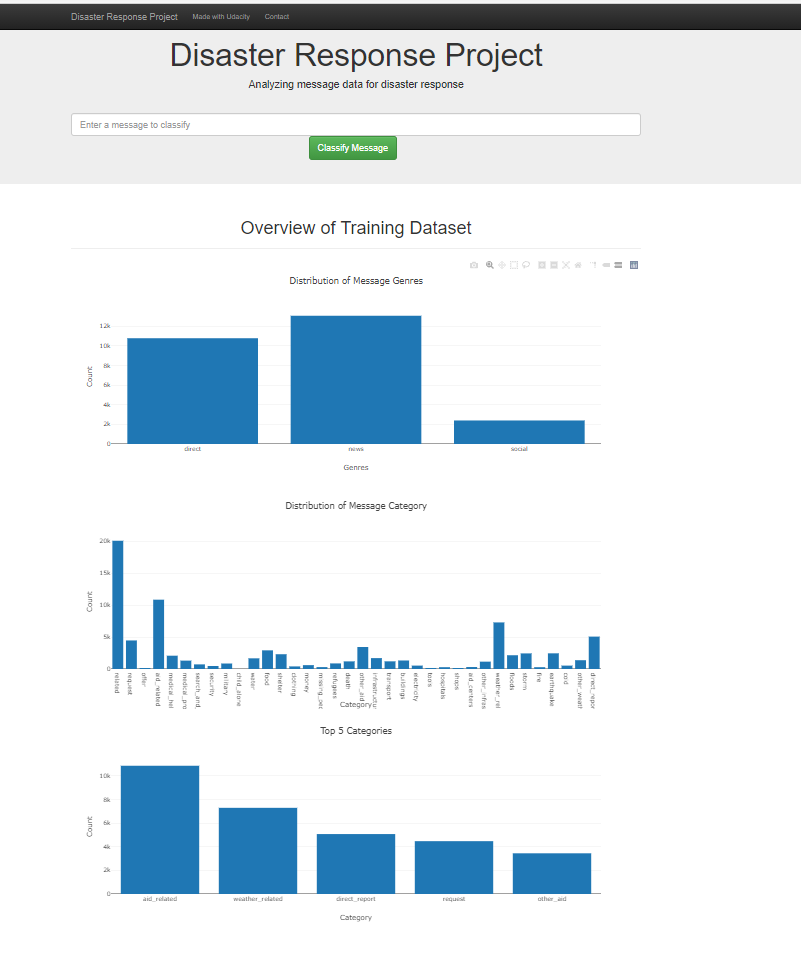 Disaster Response Project Made with Udacity Contact
Disaster Response Project
Analyzing message data for disaster response
Enter a message to classify
Classify Message
Overview of Training Dataset
Distribution of Message Genres
12k
10k
8k
6k
4k
2k
0
Count
direct news social
Genres
Distribution of Message Category
20k
15k
10k
5k
0
Count
related
request
offer
aid_related
medical_hel
medical_pro
search_and_
security
military
child_alone
water
food
shelter
clothing
money
missing_peo
refugees
death
other_aid
infrastructu
transport
buildings
electricity
tools
hospitals
shops
aid_centers
other_infras
weather_rel
floods
storm
fire
earthquake
cold
other_weath
direct_repor
Category
Top 5 Categories
10k
8k
6k
4k
2k
0
Count
aid_related weather_related direct_report request other_aid
Category